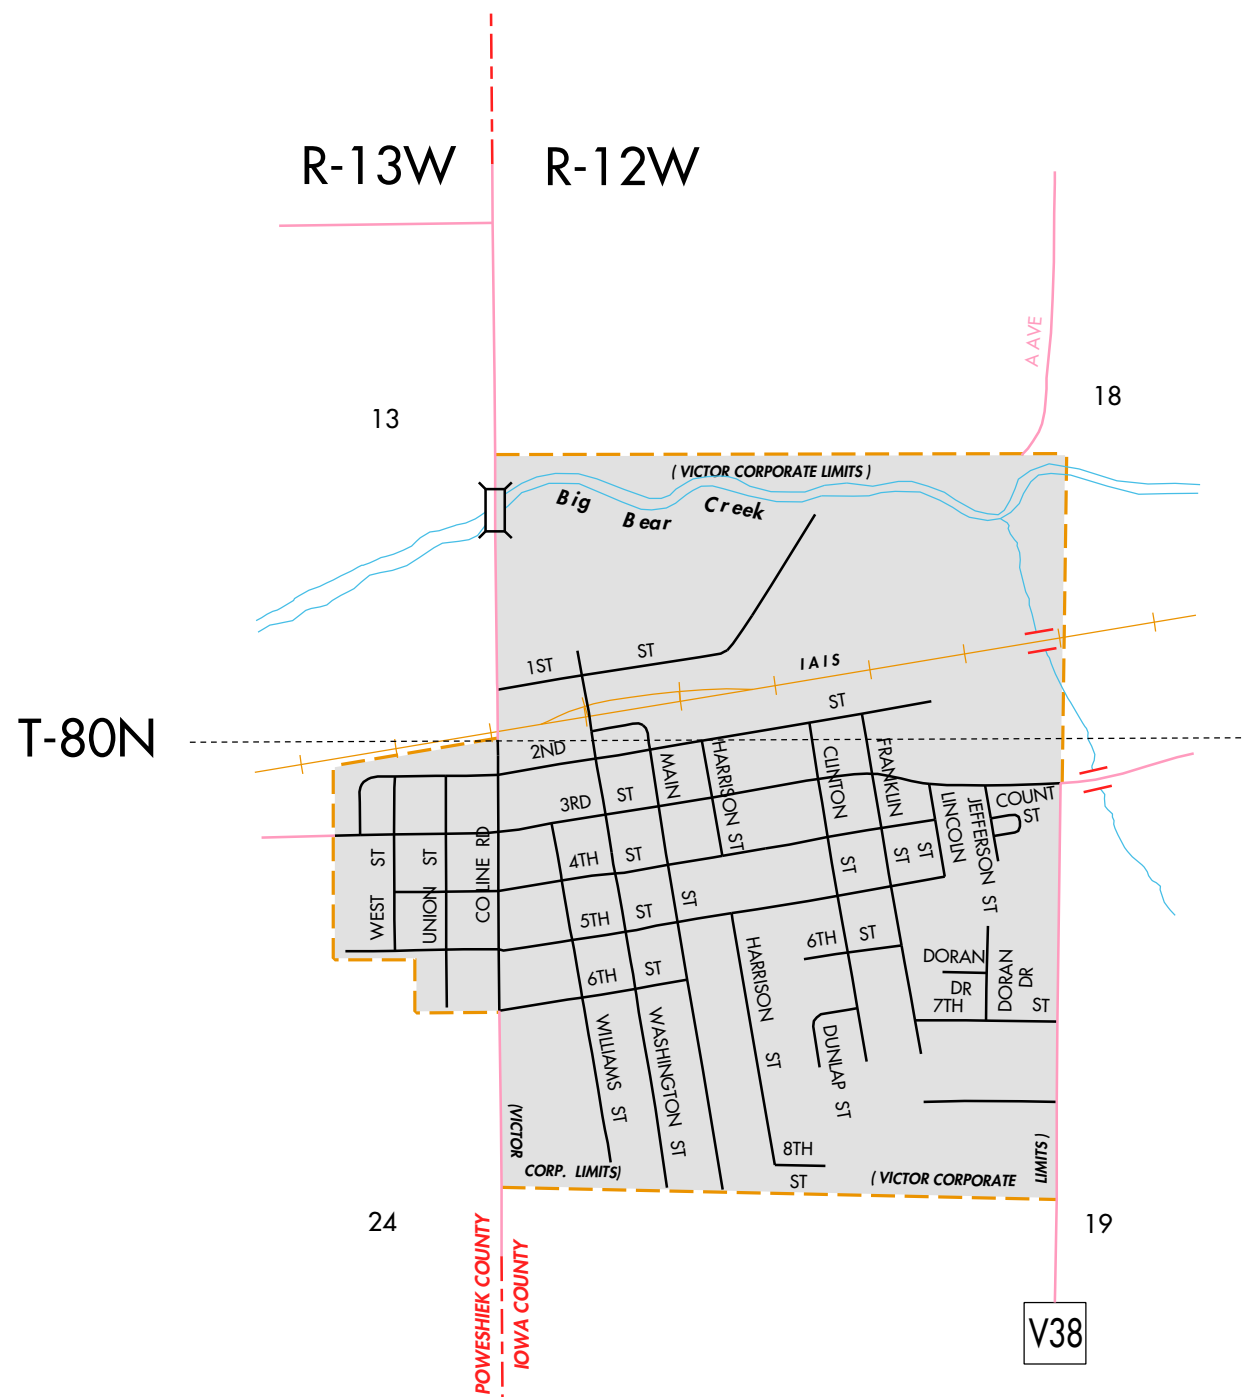 R-13W
R-12W
A AVE
18
13
( VICTOR CORPORATE LIMITS )
Big
Bear
Creek
1ST
ST
IAIS
T-80N
2ND
ST
MAIN
ST
HARRISON ST
CLINTON
ST
FRANKLIN
ST
3RD
ST
LINCOLN
ST
JEFFERSON ST
COUNT
ST
4TH
ST
WEST
ST
UNION
ST
CO LINE RD
5TH
ST
6TH
ST
6TH
ST
HARRISON
ST
DORAN
DR
DORAN
DR
7TH
ST
WILLIAMS
ST
WASHINGTON
ST
DUNLAP
ST
8TH
ST
(VICTOR
CORP. LIMITS)
( VICTOR CORPORATE
LIMITS )
24
19
POWESHIEK COUNTY
IOWA COUNTY
V38